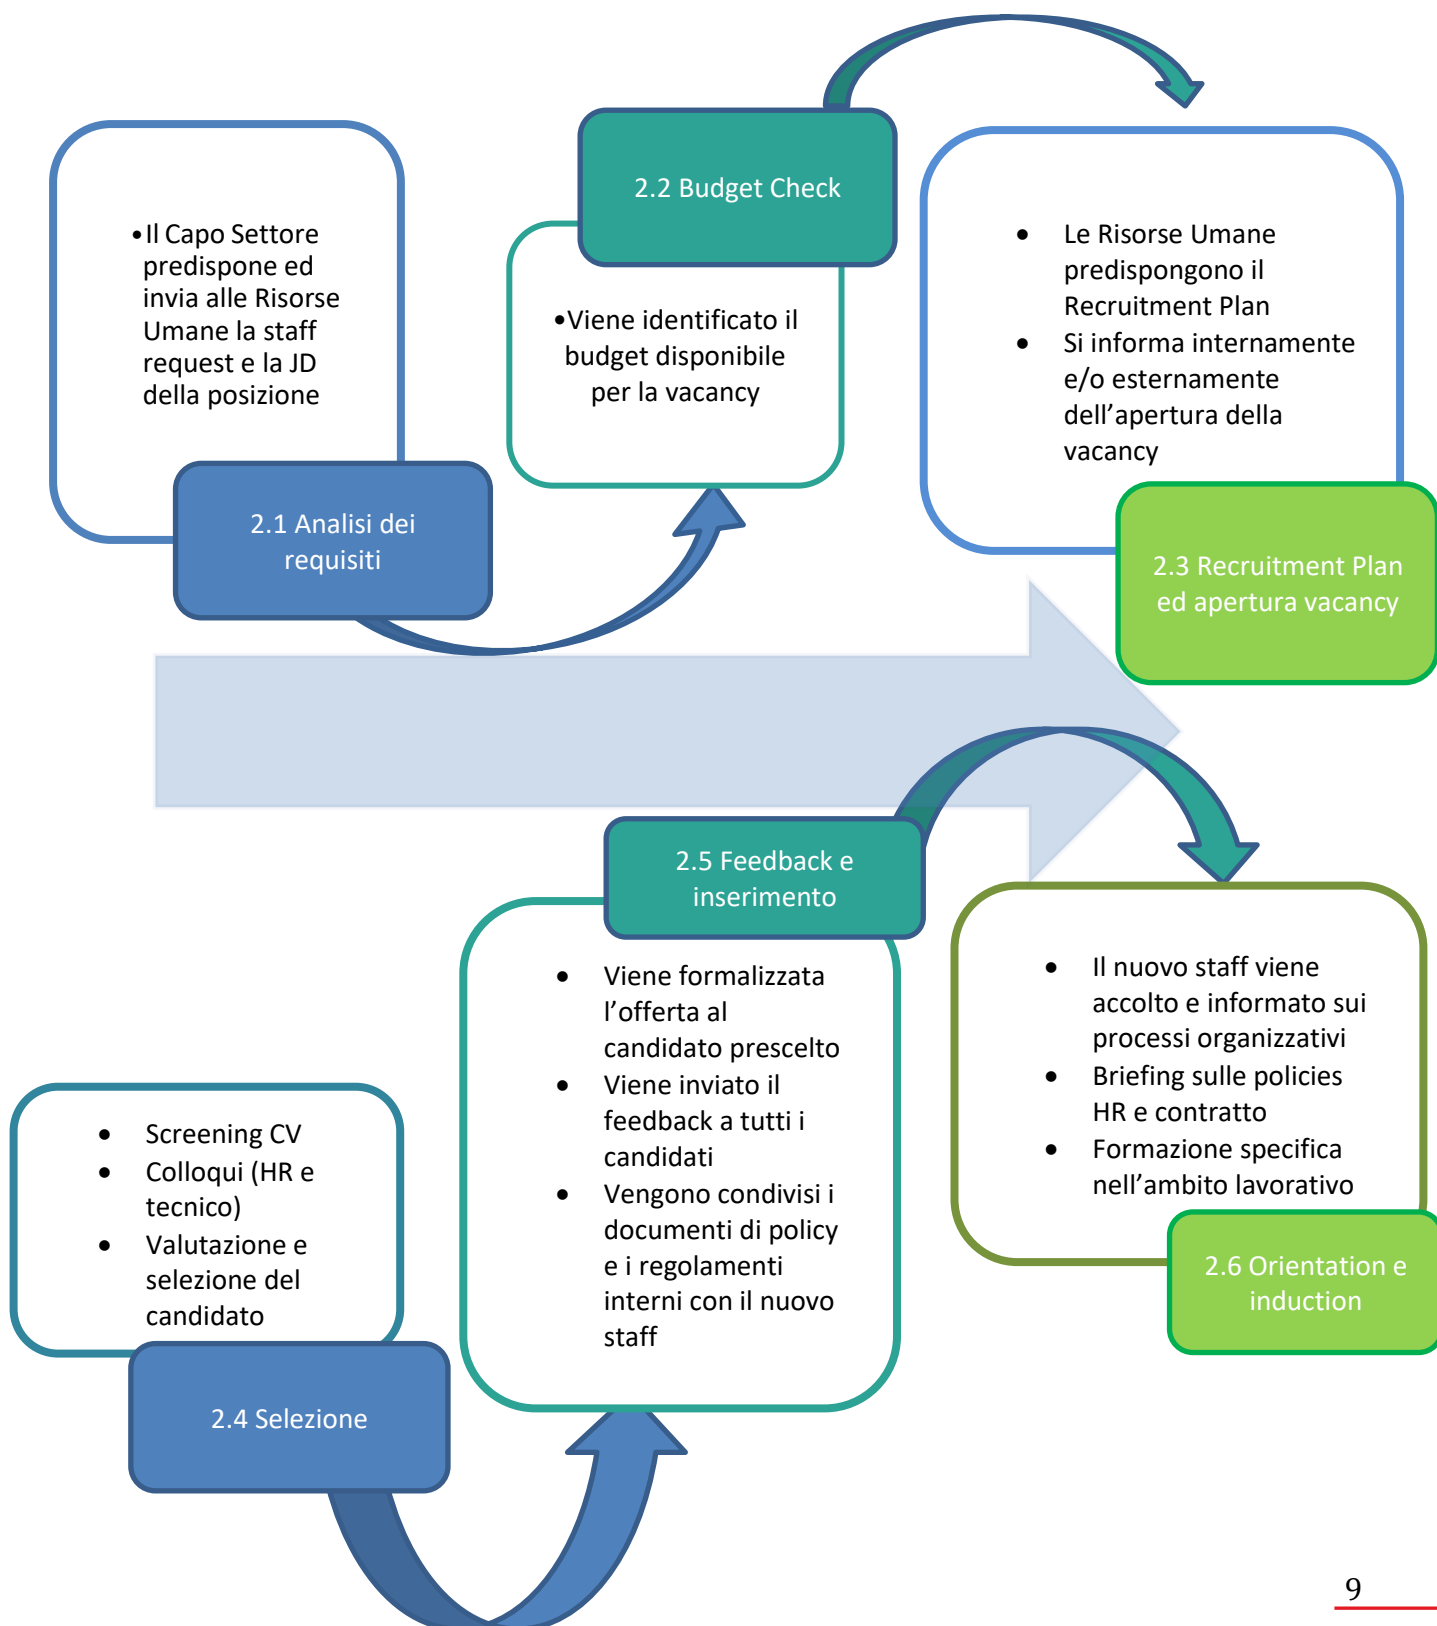 •Il Capo Settore
predispone ed
invia alle Risorse
Umane la staff
request e la JD
della posizione
2.1 Analisi dei
requisiti
2.2 Budget Check
•Viene identificato il
budget disponibile
per la vacancy
• Le Risorse Umane
predispongono il
Recruitment Plan
• Si informa internamente
e/o esternamente
dell’apertura della
vacancy
2.3 Recruitment Plan
ed apertura vacancy
• Screening CV
• Colloqui (HR e
tecnico)
• Valutazione e
selezione del
candidato
2.4 Selezione
2.5 Feedback e
inserimento
• Viene formalizzata
l’offerta al
candidato prescelto
• Viene inviato il
feedback a tutti i
candidati
• Vengono condivisi i
documenti di policy
e i regolamenti
interni con il nuovo
staff
• Il nuovo staff viene
accolto e informato sui
processi organizzativi
• Briefing sulle policies
HR e contratto
• Formazione specifica
nell’ambito lavorativo
2.6 Orientation e
induction
9